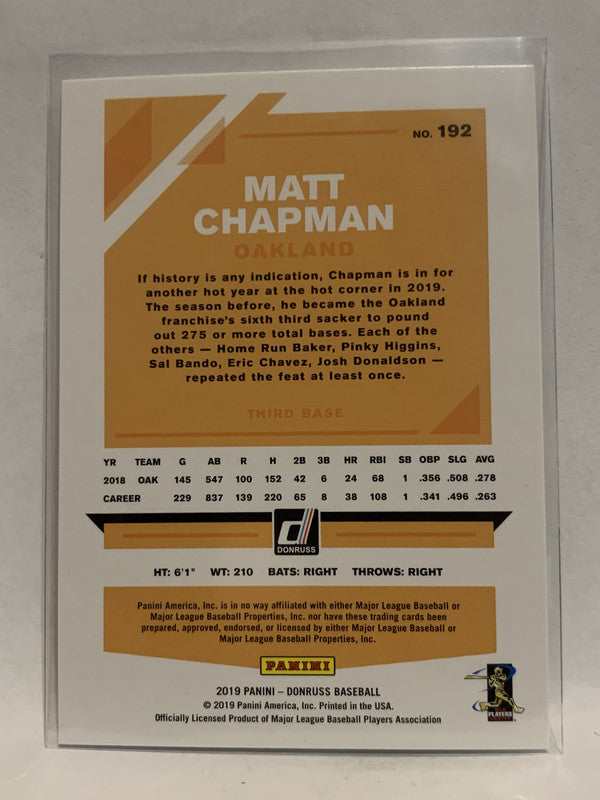 NO. 192
MATT
CHAPMAN
OAKLAND
If history is any indication, Chapman is in for
another hot year at the hot corner in 2019.
The season before, he became the Oakland
franchise's sixth third sacker to pound
out 275 or more total bases. Each of the
others — Home Run Baker, Pinky Higgins,
Sal Bando, Eric Chavez, Josh Donaldson —
repeated the feat at least once.
THIRD BASE
YR TEAM G AB R H 2B 3B HR RBI SB OBP SLG AVG
2018 OAK 145 547 100 152 42 6 24 68 1 .356 .508 .278
CAREER 229 837 139 220 65 8 38 108 1 .341 .496 .263
d
DONRUSS
HT: 6'1" WT: 210 BATS: RIGHT THROWS: RIGHT
Panini America, Inc. is in no way affiliated with either Major League Baseball or
Major League Baseball Properties, Inc. nor have these trading cards been
prepared, approved, endorsed, or licensed by either Major League Baseball or
Major League Baseball Properties, Inc.
PANINI
2019 PANINI – DONRUSS BASEBALL
© 2019 Panini America, Inc. Printed in the USA.
Officially Licensed Product of Major League Baseball Players Association
PLAYERS